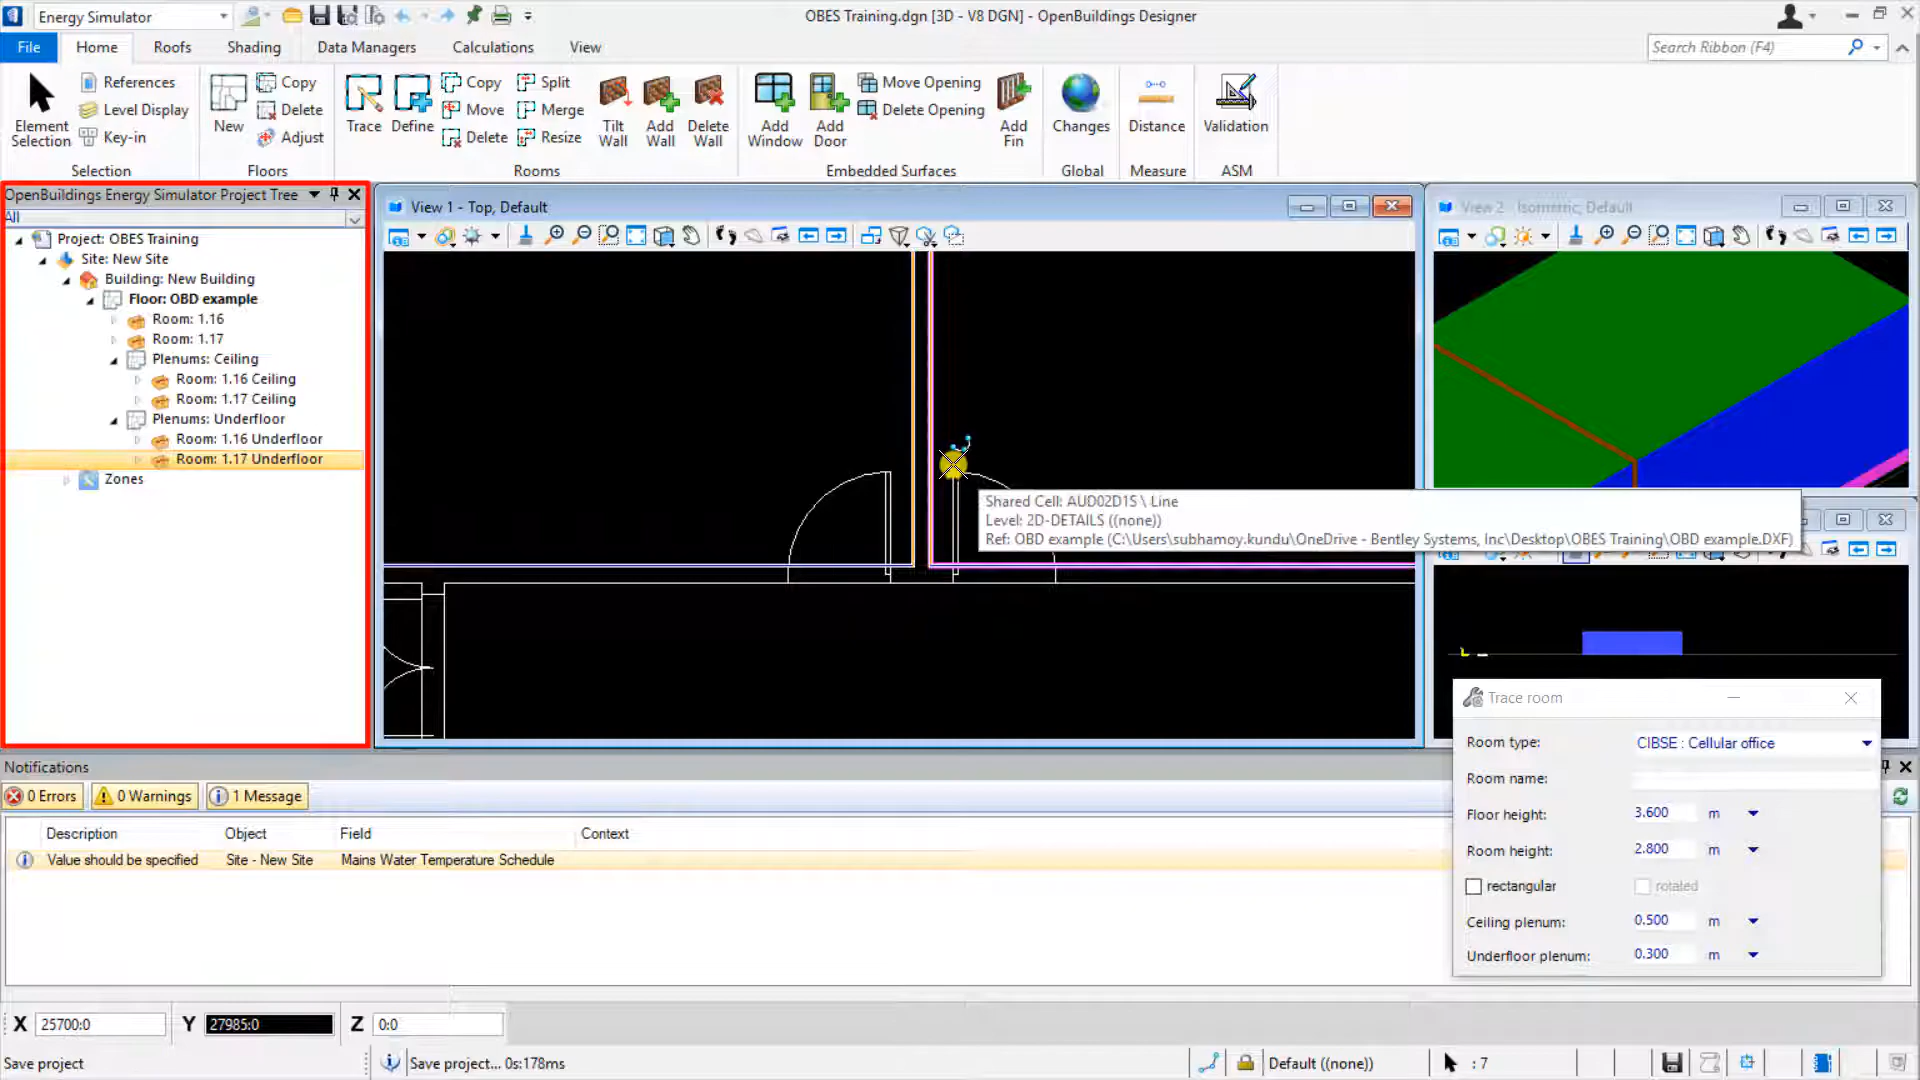 Energy Simulator
OBES Training.dgn [3D - V8 DGN] - OpenBuildings Designer
File Home Roofs Shading Data Managers Calculations View
Search Ribbon (F4)
Element Selection
References
Level Display
Key-in
Selection
New
Copy
Delete
Adjust
Floors
Trace
Define
Copy
Move
Delete
Split
Merge
Resize
Tilt Wall
Add Wall
Delete Wall
Rooms
Add Window
Add Door
Move Opening
Delete Opening
Add Fin
Embedded Surfaces
Changes
Global
Distance
Measure
Validation
ASM
OpenBuildings Energy Simulator Project Tree
All
Project: OBES Training
Site: New Site
Building: New Building
Floor: OBD example
Room: 1.16
Room: 1.17
Plenums: Ceiling
Room: 1.16 Ceiling
Room: 1.17 Ceiling
Plenums: Underfloor
Room: 1.16 Underfloor
Room: 1.17 Underfloor
Zones
View 1 - Top, Default
View 2 - Isometric, Default
Shared Cell: AUD02D1S \ Line
Level: 2D-DETAILS ((none))
Ref: OBD example (C:\Users\subhamoy.kundu\OneDrive - Bentley Systems, Inc\Desktop\OBES Training\OBD example.DXF)
Trace room
Room type: CIBSE : Cellular office
Room name:
Floor height: 3.600 m
Room height: 2.800 m
rectangular rotated
Ceiling plenum: 0.500 m
Underfloor plenum: 0.300 m
Notifications
0 Errors 0 Warnings 1 Message
Description Object Field Context
Value should be specified Site - New Site Mains Water Temperature Schedule
X 25700:0 Y 27985:0 Z 0:0
Save project Save project... 0s:178ms Default ((none)) : 7